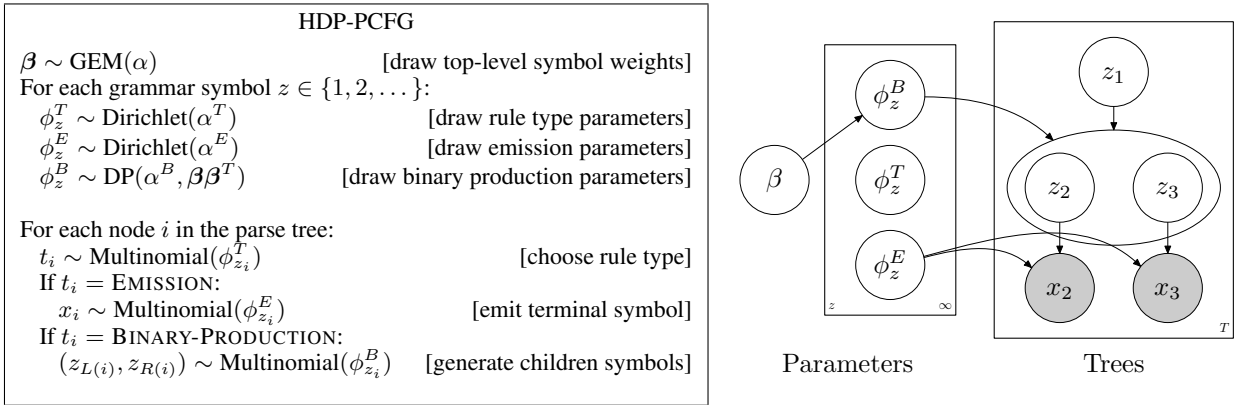 HDP-PCFG
β ∼ GEM(α) [draw top-level symbol weights]
For each grammar symbol z ∈ {1, 2, . . . }:
ϕ_z^T ∼ Dirichlet(α^T) [draw rule type parameters]
ϕ_z^E ∼ Dirichlet(α^E) [draw emission parameters]
ϕ_z^B ∼ DP(α^B, ββ^T) [draw binary production parameters]
For each node i in the parse tree:
t_i ∼ Multinomial(ϕ_{z_i}^T) [choose rule type]
If t_i = EMISSION:
x_i ∼ Multinomial(ϕ_{z_i}^E) [emit terminal symbol]
If t_i = BINARY-PRODUCTION:
(z_{L(i)}, z_{R(i)}) ∼ Multinomial(ϕ_{z_i}^B) [generate children symbols]
β
ϕ_z^B
ϕ_z^T
ϕ_z^E
z ∞
Parameters
z_1
z_2 z_3
x_2 x_3
T
Trees